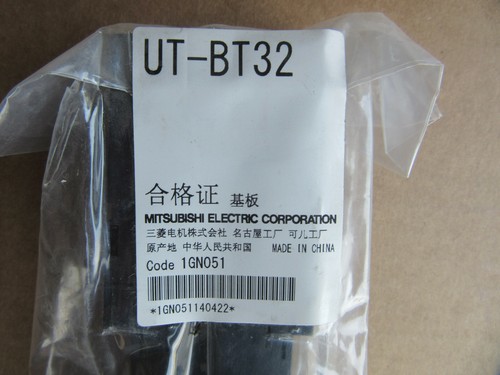 UT-BT32
合格证 基板
MITSUBISHI ELECTRIC CORPORATION
三菱电机株式会社 名古屋工厂 可儿工厂
原产地 中华人民共和国 MADE IN CHINA
Code 1GN051
*1GN051140422*